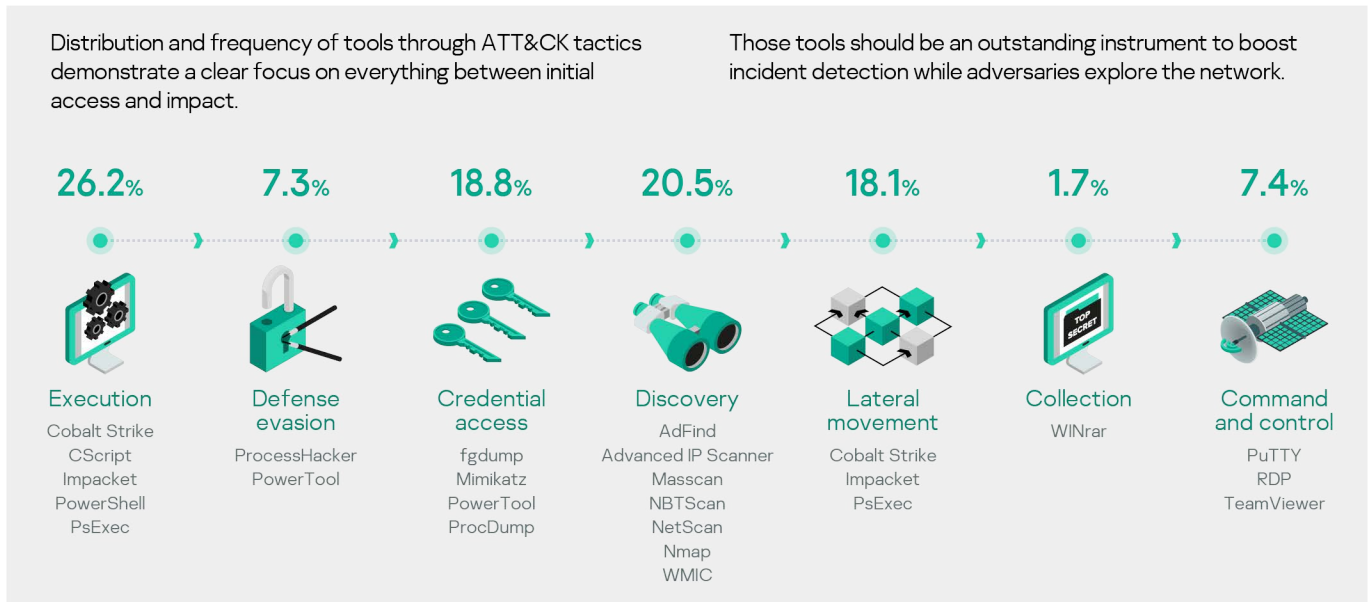 Distribution and frequency of tools through ATT&CK tactics
demonstrate a clear focus on everything between initial
access and impact.
Those tools should be an outstanding instrument to boost
incident detection while adversaries explore the network.
26.2%
7.3%
18.8%
20.5%
18.1%
1.7%
7.4%
TOP
SECRET
Execution
Cobalt Strike
CScript
Impacket
PowerShell
PsExec
Defense
evasion
ProcessHacker
PowerTool
Credential
access
fgdump
Mimikatz
PowerTool
ProcDump
Discovery
AdFind
Advanced IP Scanner
Masscan
NBTScan
NetScan
Nmap
WMIC
Lateral
movement
Cobalt Strike
Impacket
PsExec
Collection
WINrar
Command
and control
PuTTY
RDP
TeamViewer